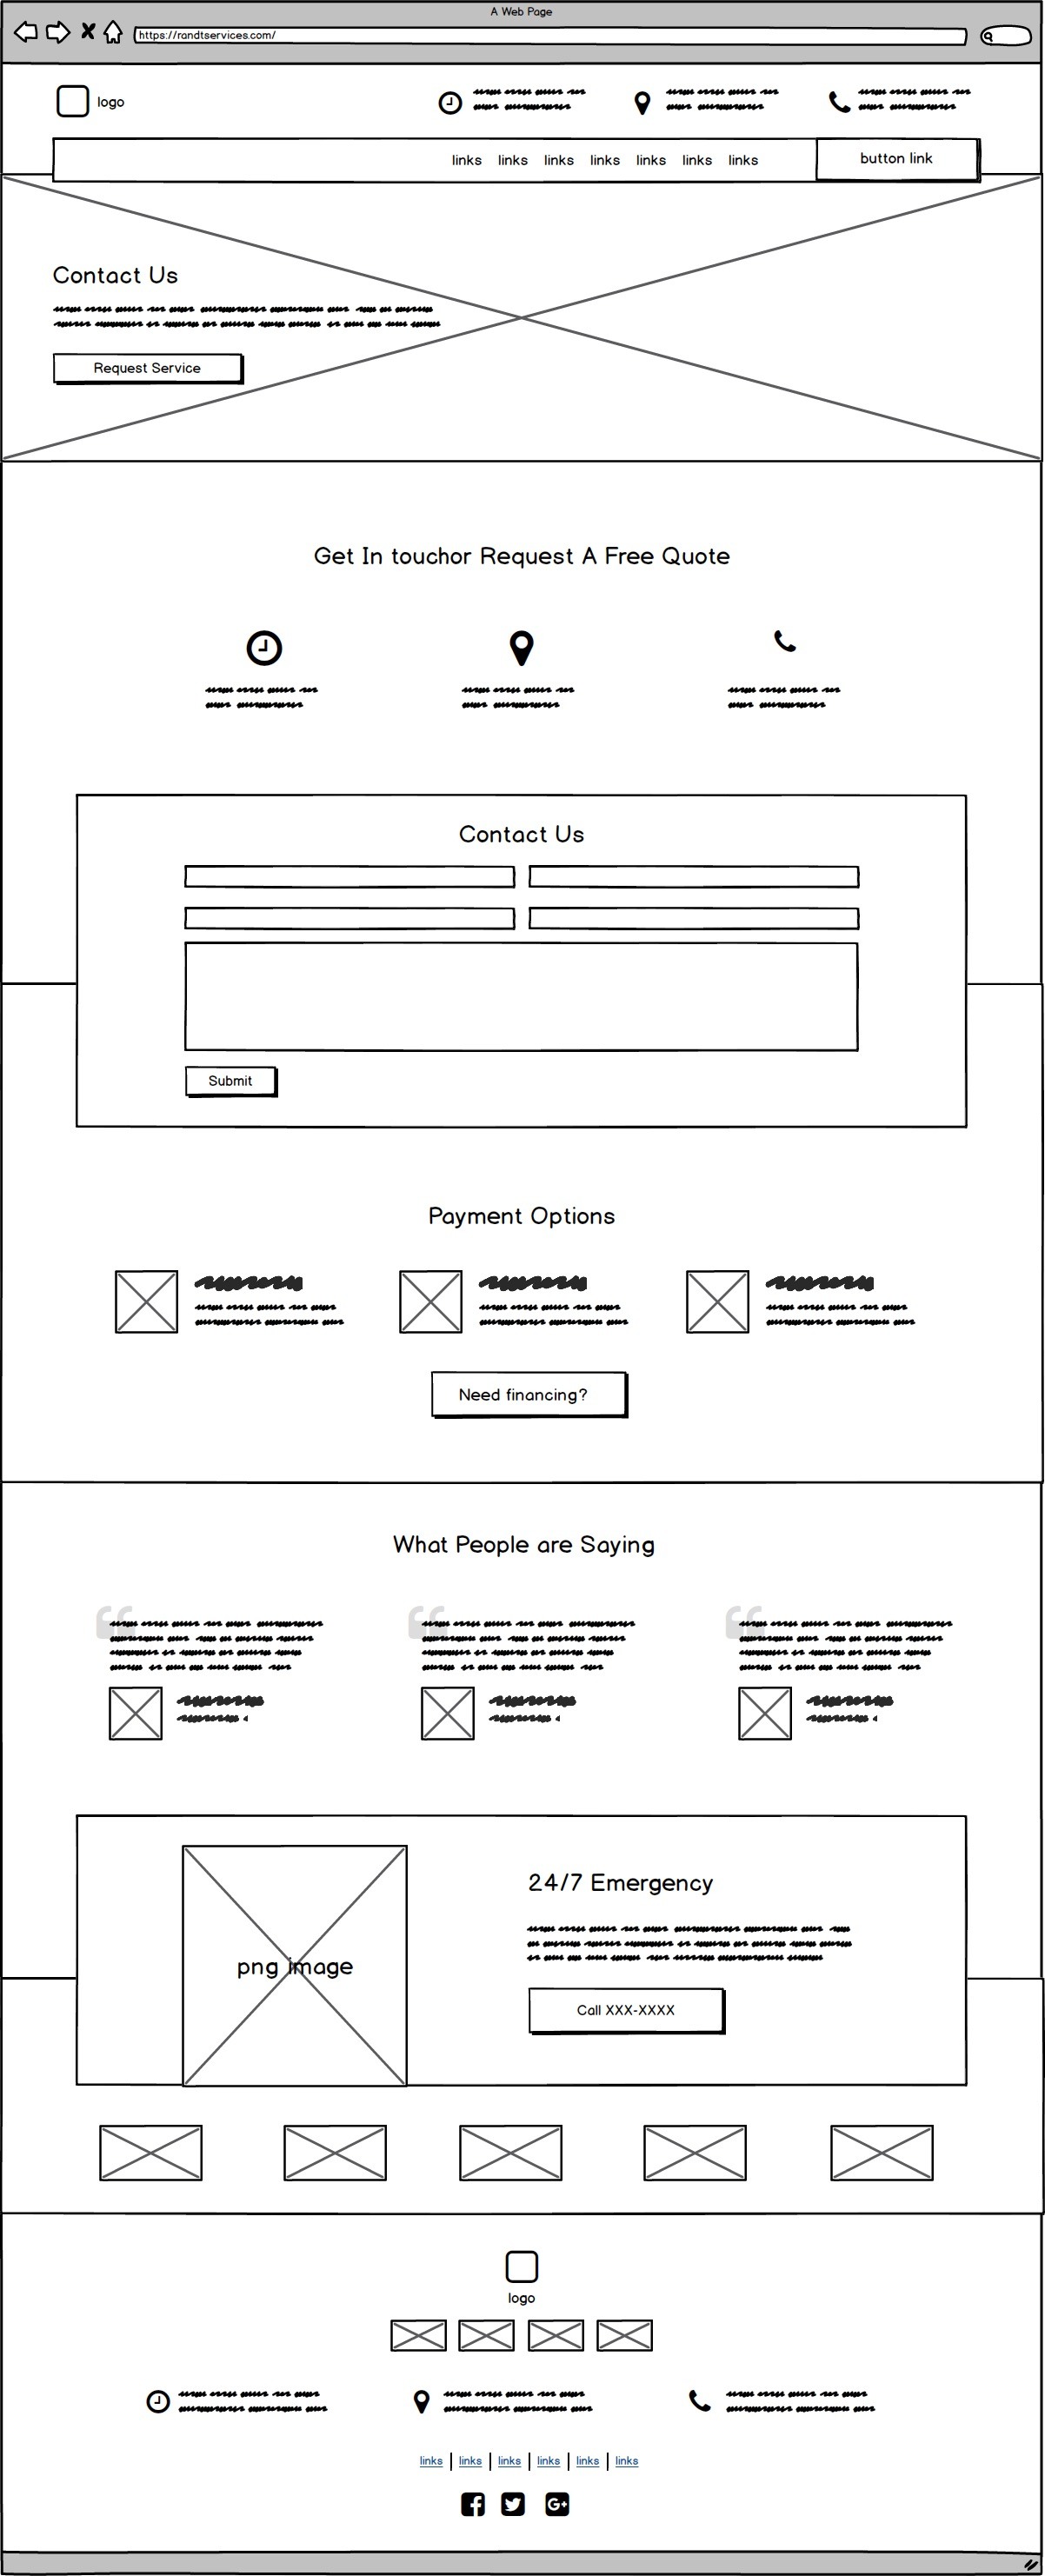 A Web Page
https://randtservices.com/
logo
links links links links links links links
button link
Contact Us
Request Service
Get In touchor Request A Free Quote
Contact Us
Submit
Payment Options
Need financing?
What People are Saying
png image
24/7 Emergency
Call XXX-XXXX
logo
links links links links links links